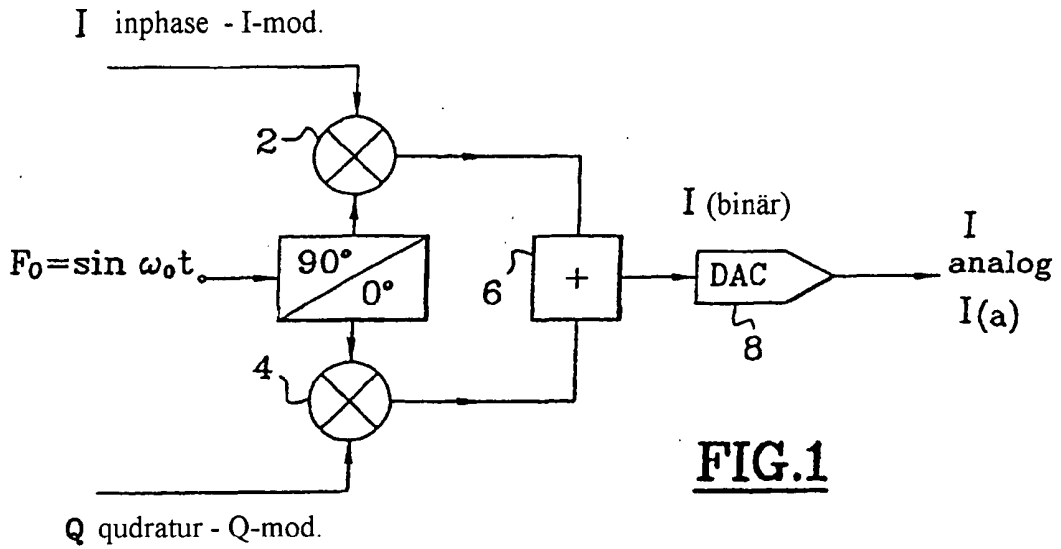 I inphase - I-mod.
2
I (binär)
I
analog
I(a)
F₀=sin ω₀t
90°
0°
6
+
DAC
8
4
FIG.1
Q qudratur - Q-mod.